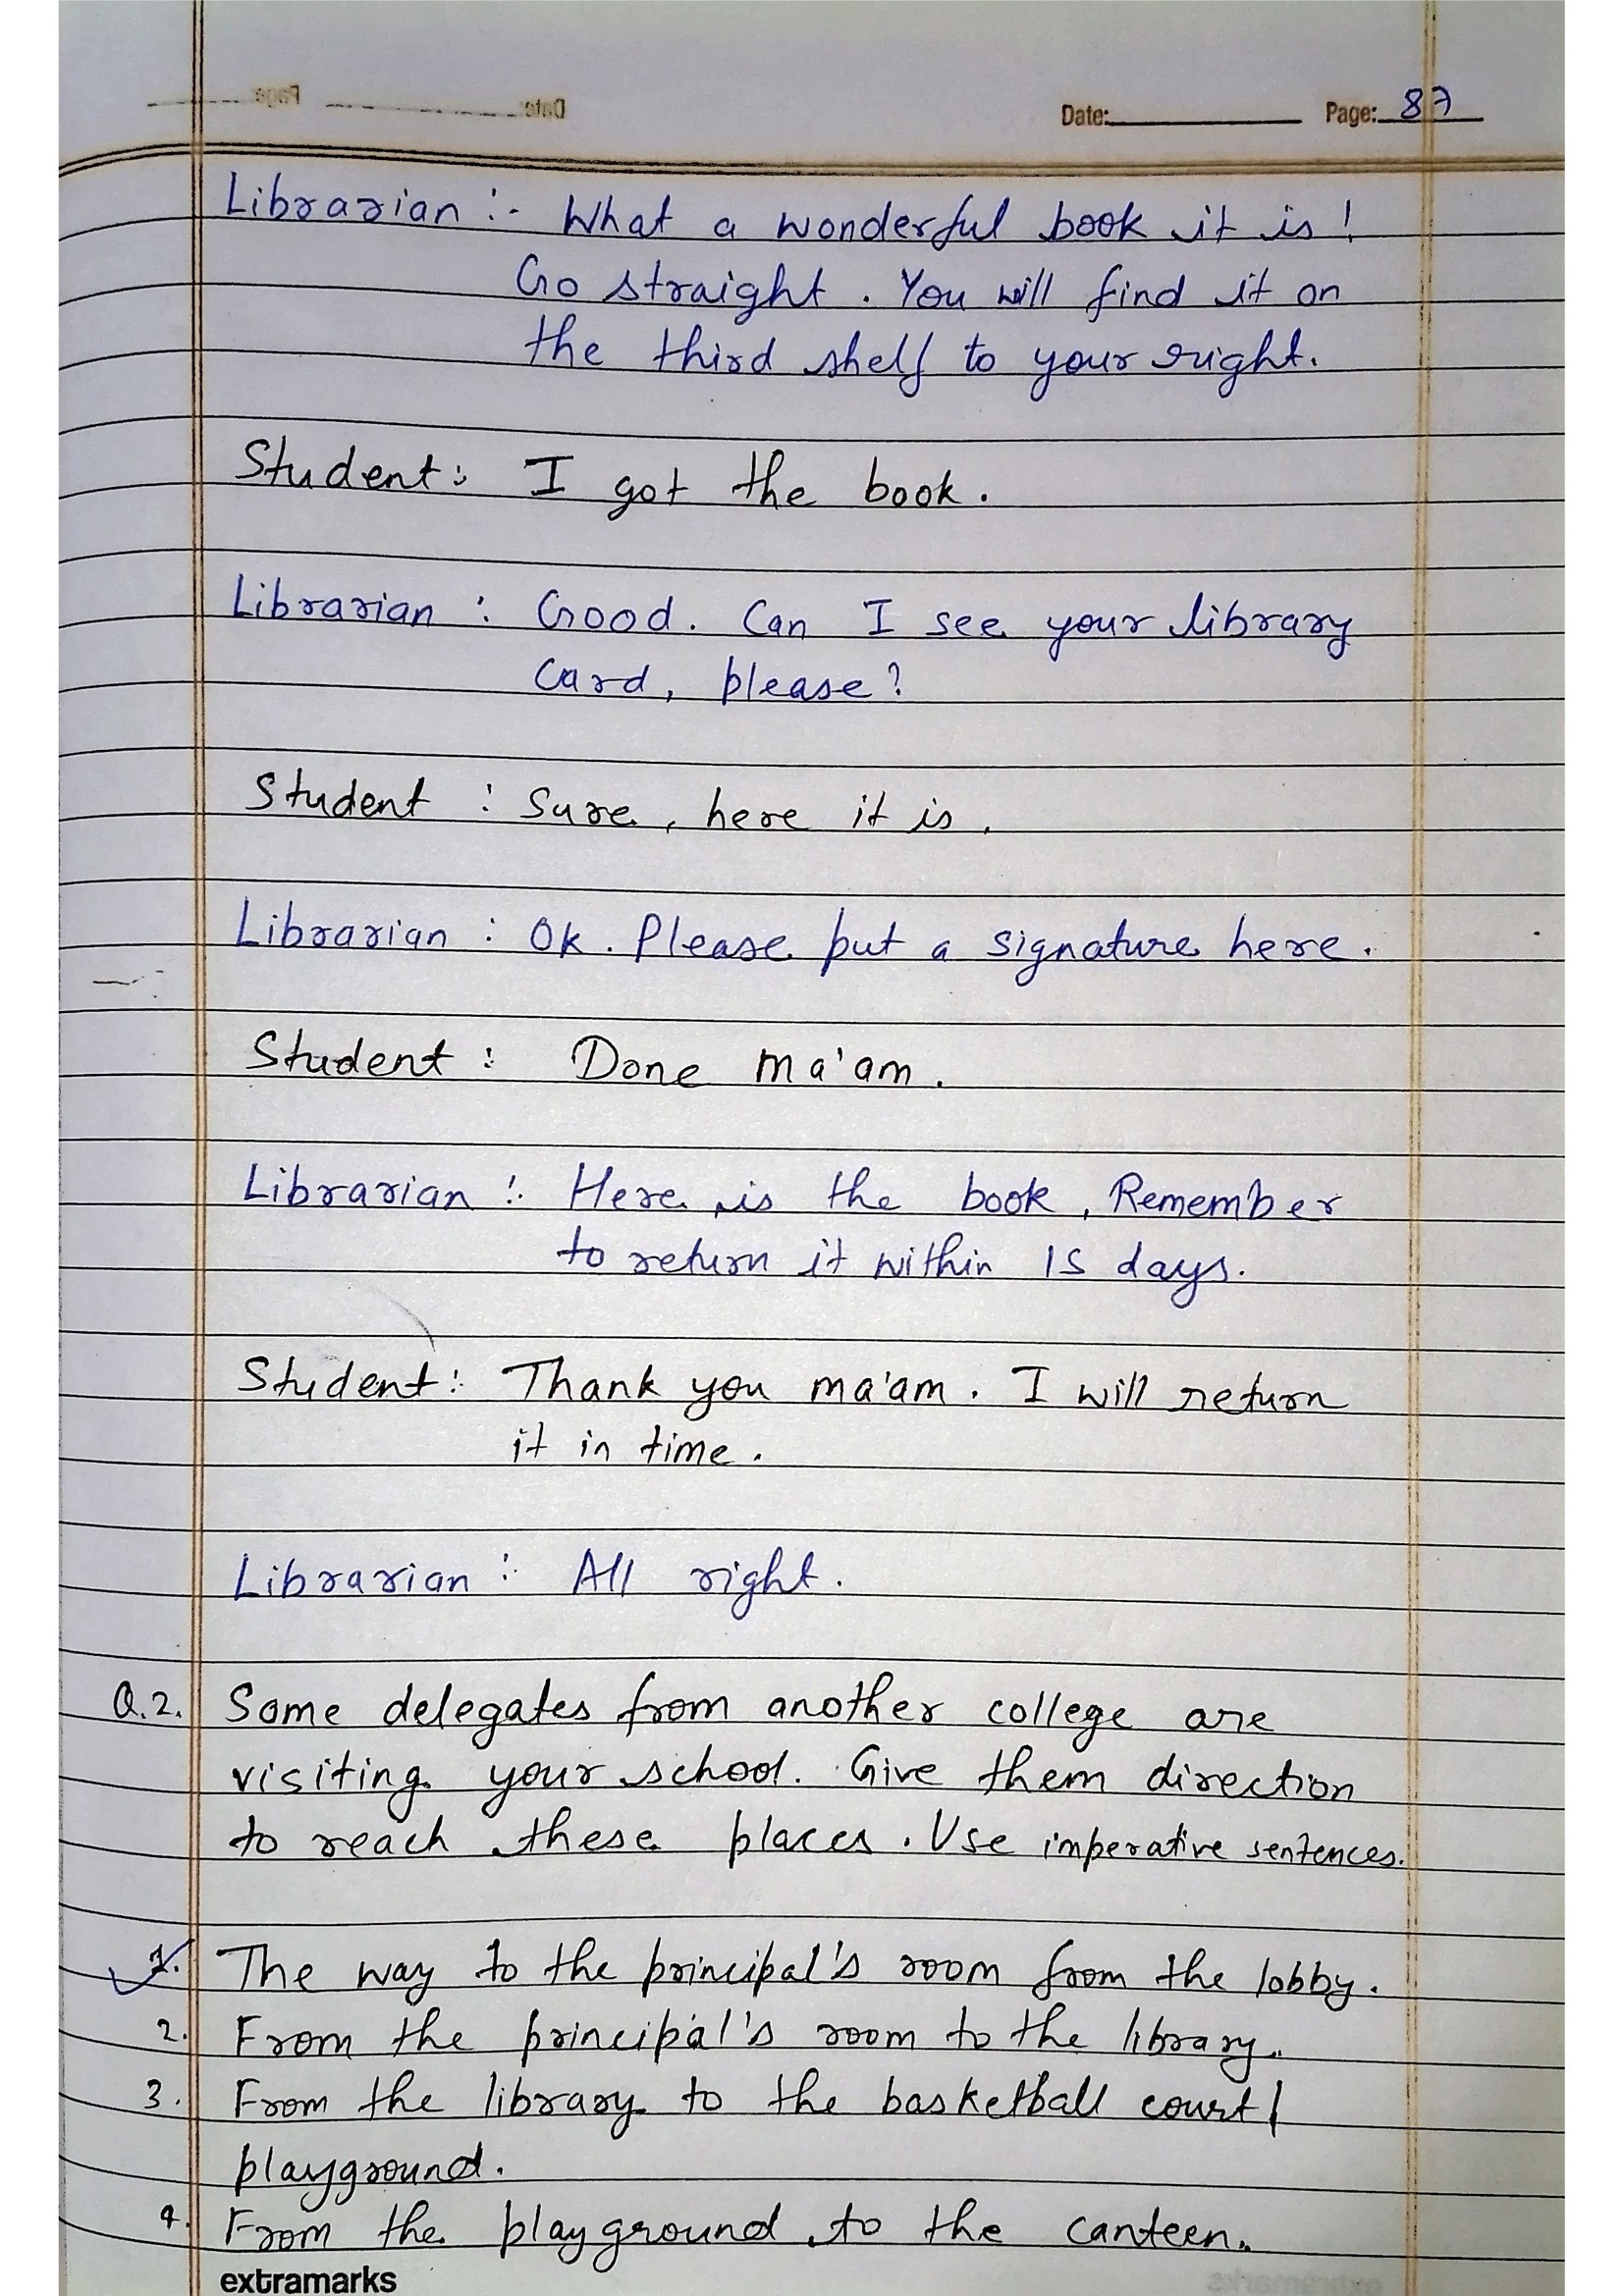 Date: Page: 87
Librarian :- What a wonderful book it is!
Go straight. You will find it on
the third shelf to your right.
Student: I got the book.
Librarian : Good. Can I see your library
Card, please?
Student : Sure, here it is.
Librarian : Ok. Please put a signature here.
Student : Done ma'am.
Librarian : Here is the book, Remember
to return it within 15 days.
Student: Thank you ma'am. I will return
it in time.
Librarian : All right.
Q.2. Some delegates from another college are
visiting your school. Give them direction
to reach these places. Use imperative sentences.
1. The way to the principal's room from the lobby.
2. From the principal's room to the library.
3. From the library to the basketball court/
playground.
4. From the playground to the canteen.
extramarks